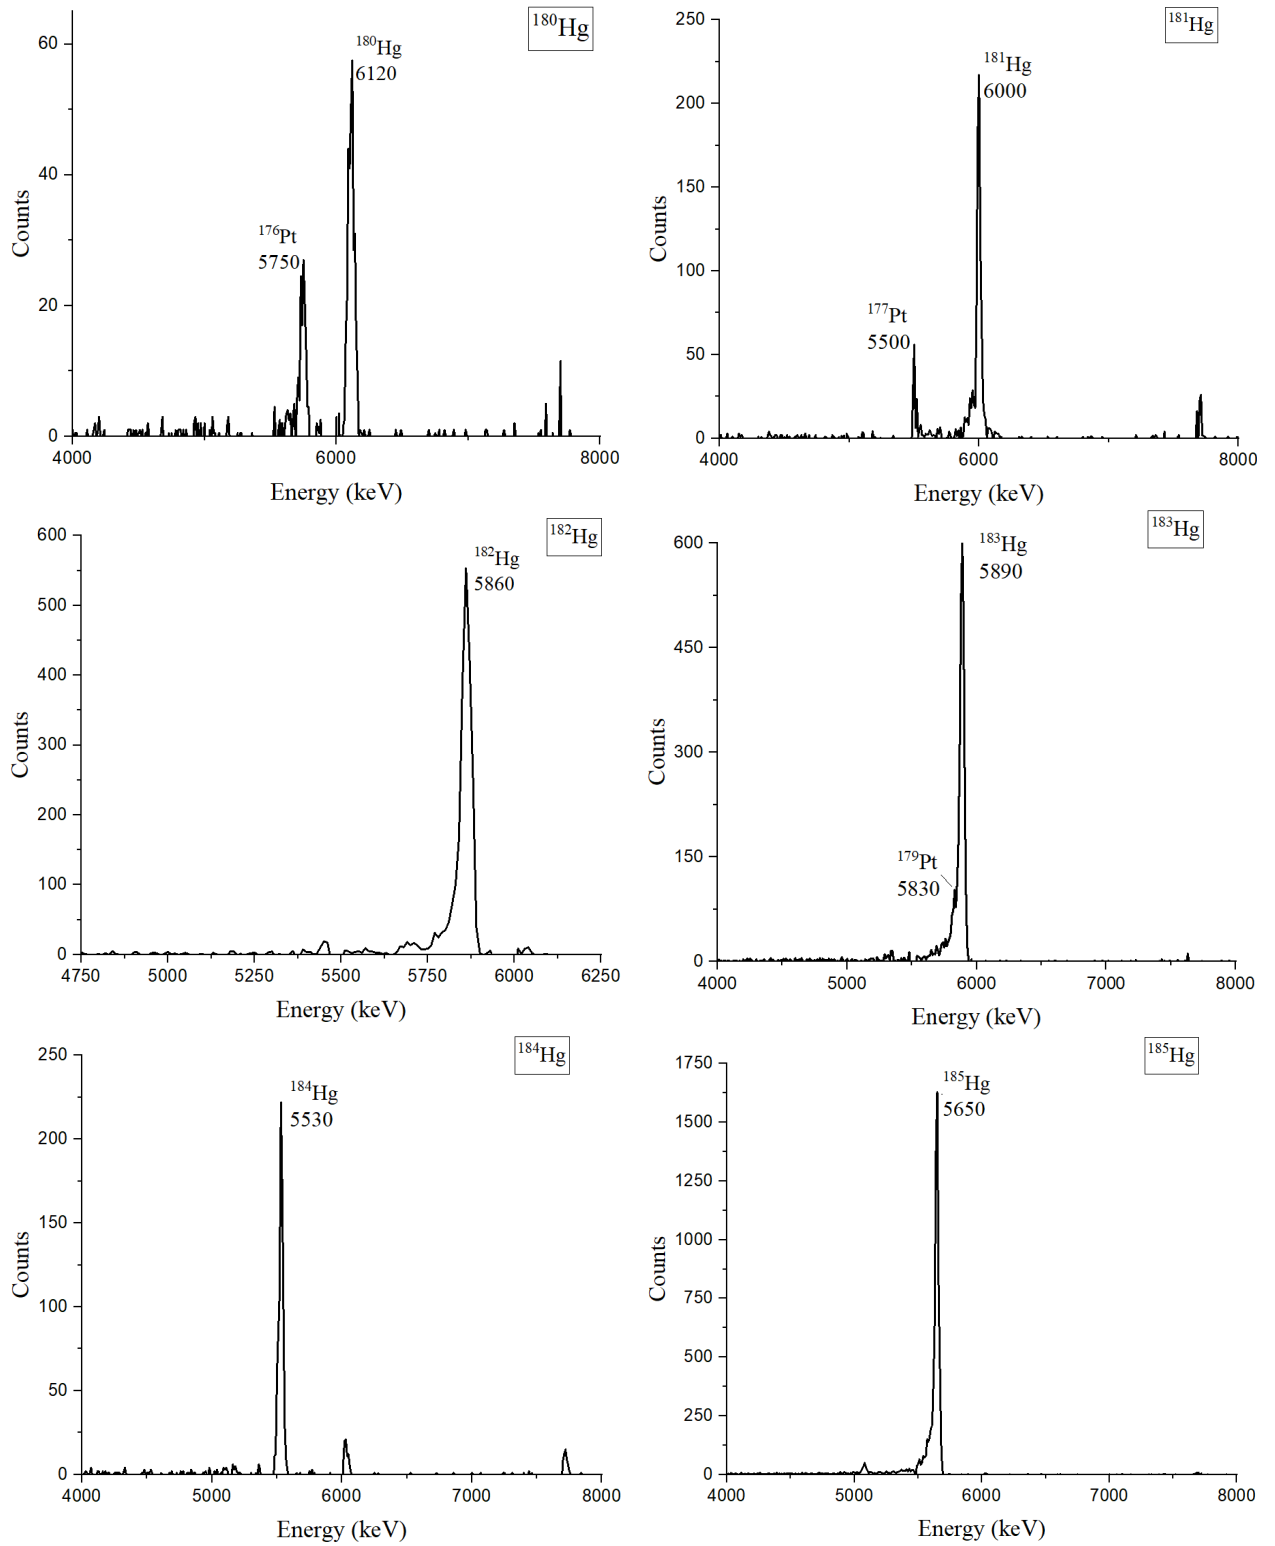 ¹⁸⁰Hg
¹⁸⁰Hg
6120
¹⁷⁶Pt
5750
60
40
20
0
4000
6000
8000
Counts
Energy (keV)
¹⁸¹Hg
¹⁸¹Hg
6000
¹⁷⁷Pt
5500
250
200
150
100
50
0
4000
6000
8000
Counts
Energy (keV)
¹⁸²Hg
¹⁸²Hg
5860
600
500
400
300
200
100
0
4750
5000
5250
5500
5750
6000
6250
Counts
Energy (keV)
¹⁸³Hg
¹⁸³Hg
5890
¹⁷⁹Pt
5830
600
450
300
150
0
4000
5000
6000
7000
8000
Counts
Energy (keV)
¹⁸⁴Hg
¹⁸⁴Hg
5530
250
200
150
100
50
0
4000
5000
6000
7000
8000
Counts
Energy (keV)
¹⁸⁵Hg
¹⁸⁵Hg
5650
1750
1500
1250
1000
750
500
250
0
4000
5000
6000
7000
8000
Counts
Energy (keV)